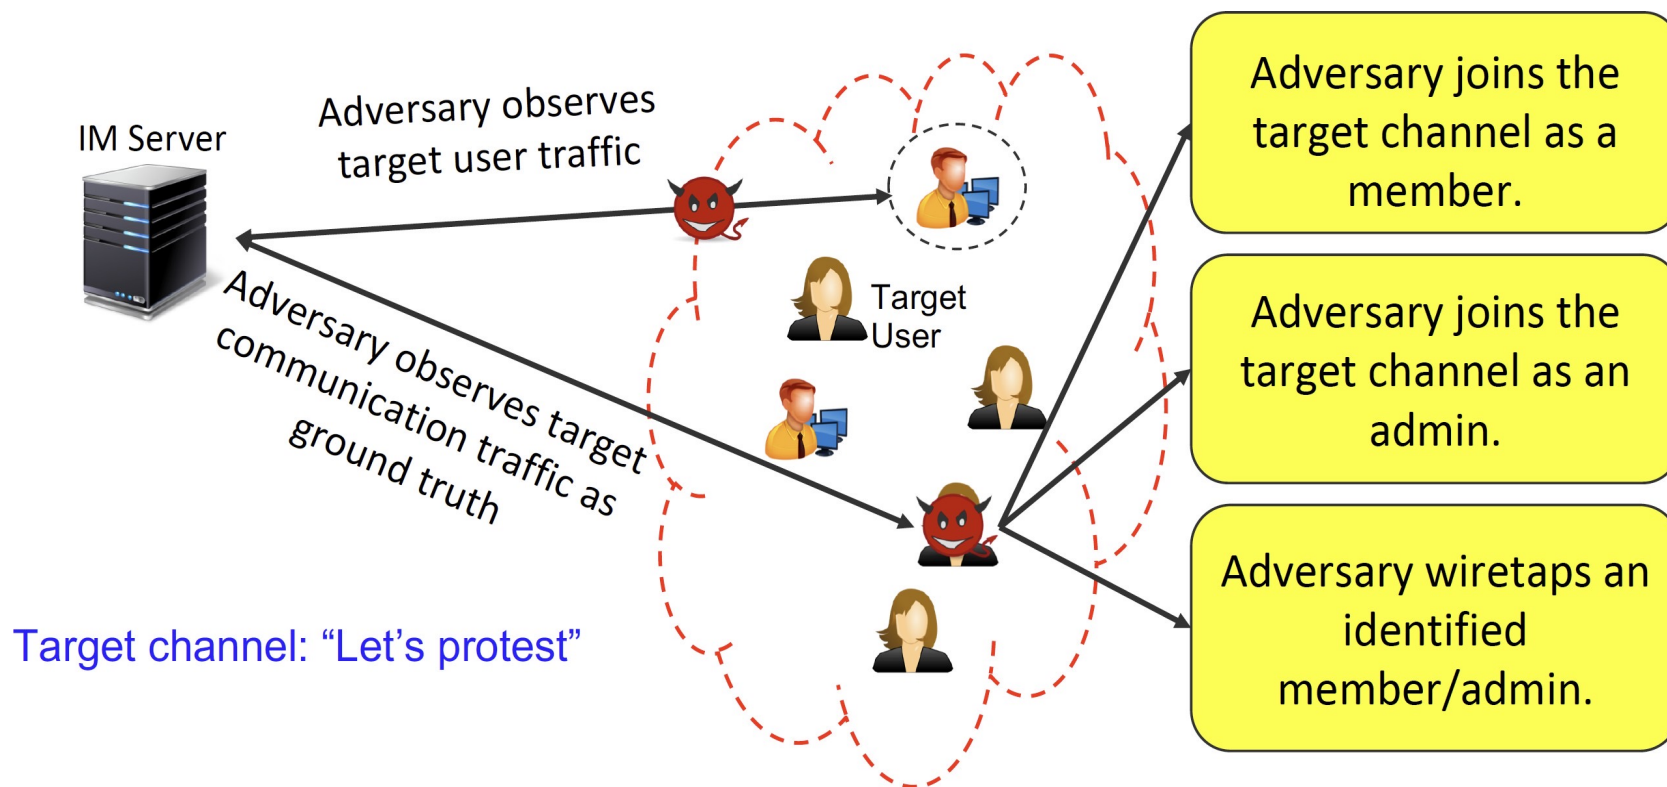 IM Server
Adversary observes
target user traffic
Adversary observes target
communication traffic as
ground truth
Target
User
Target channel: “Let’s protest”
Adversary joins the
target channel as a
member.
Adversary joins the
target channel as an
admin.
Adversary wiretaps an
identified
member/admin.